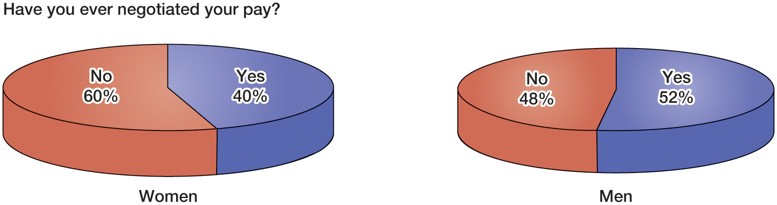 Have you ever negotiated your pay?
No
60%
Yes
40%
Women
No
48%
Yes
52%
Men